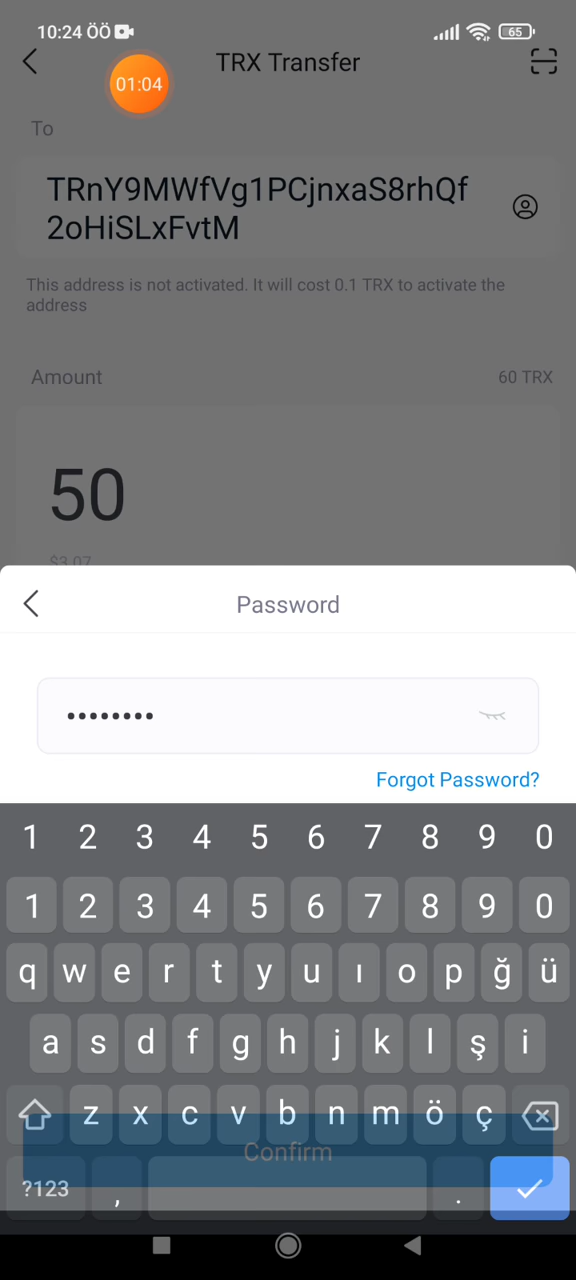 10:24 ÖÖ
65
TRX Transfer
01:04
To
TRnY9MWfVg1PCjnxaS8rhQf
2oHiSLxFvtM
This address is not activated. It will cost 0.1 TRX to activate the
address
Amount
60 TRX
50
$3.07
Password
••••••••
Forgot Password?
1 2 3 4 5 6 7 8 9 0
1 2 3 4 5 6 7 8 9 0
q w e r t y u ı o p ğ ü
a s d f g h j k l ş i
z x c v b n m ö ç
Confirm
?123 , .